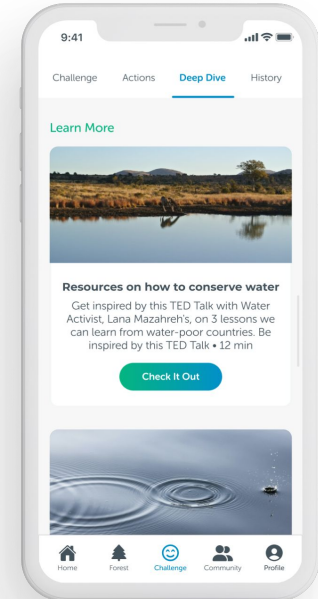 9:41
Challenge Actions Deep Dive History
Learn More
Resources on how to conserve water
Get inspired by this TED Talk with Water
Activist, Lana Mazahreh's, on 3 lessons we
can learn from water-poor countries. Be
inspired by this TED Talk • 12 min
Check It Out
Home Forest Challenge Community Profile